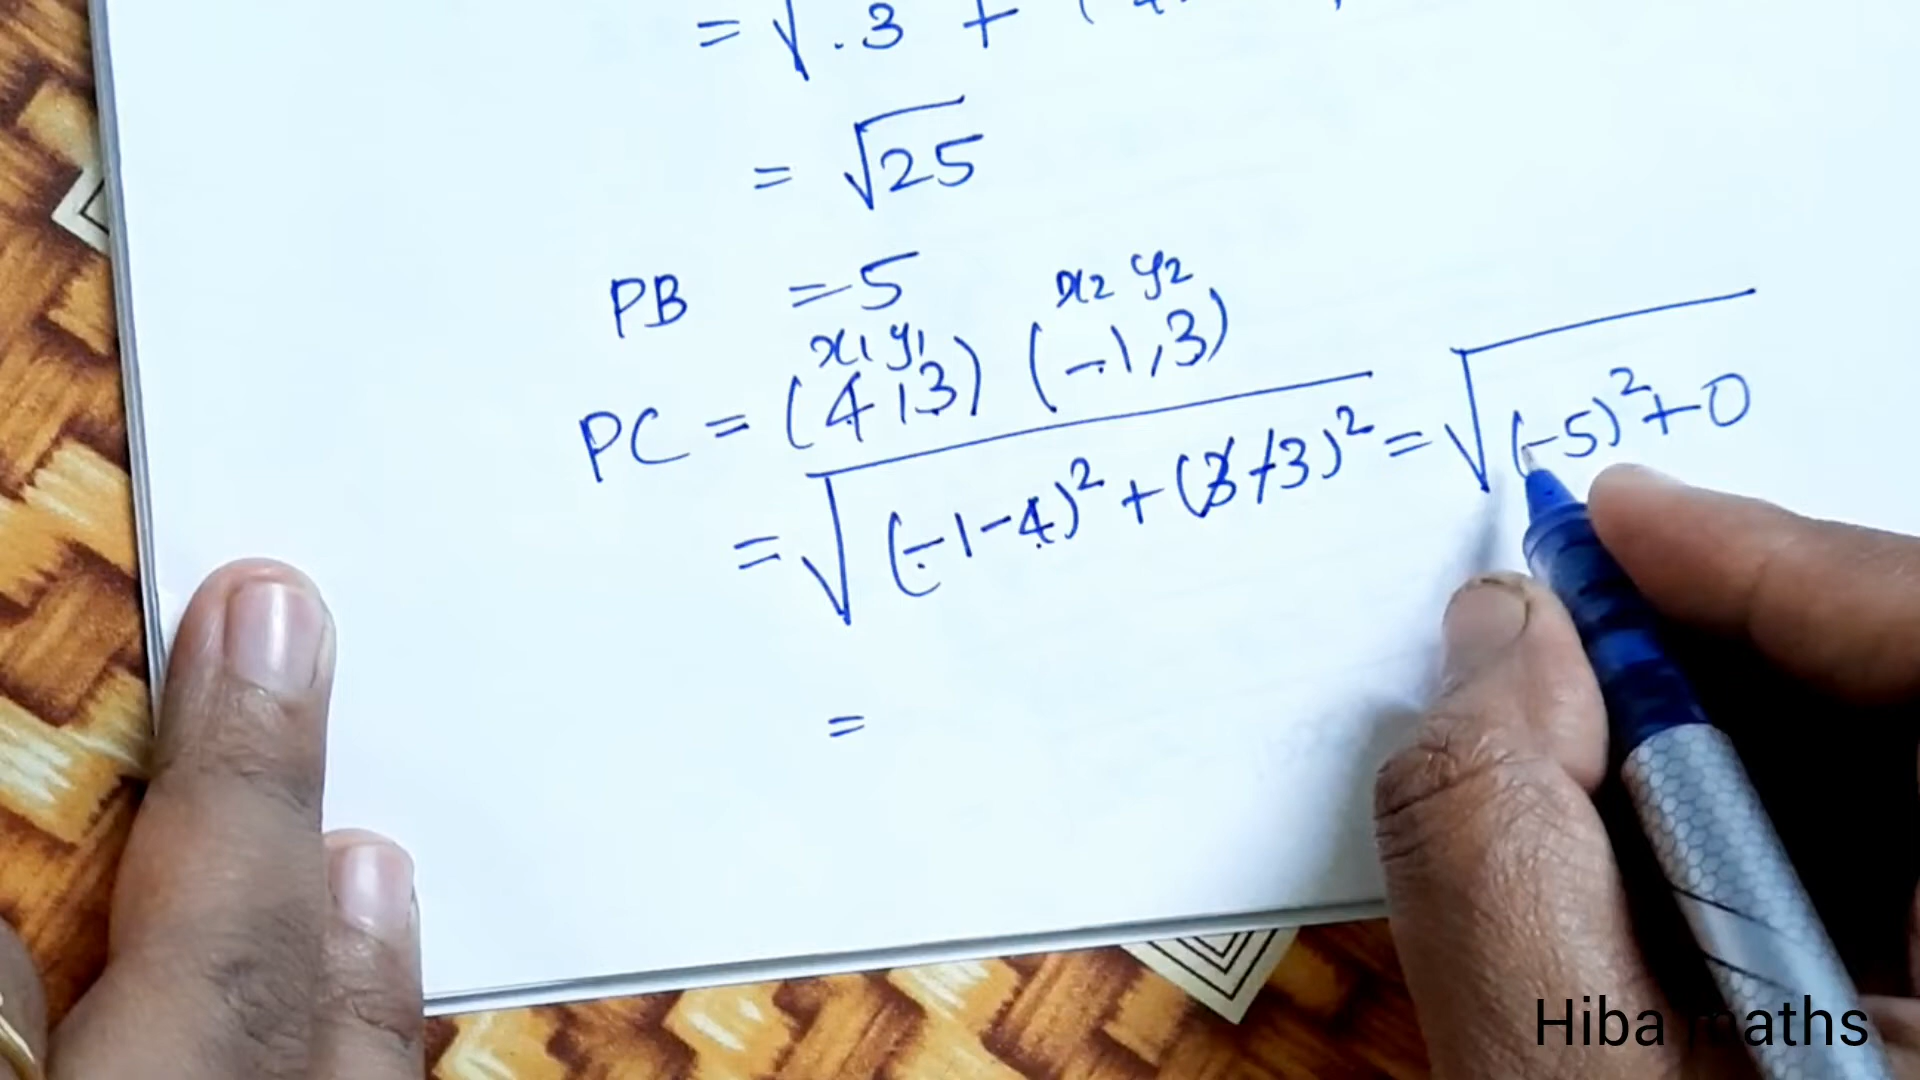 = √.3 +
= √25
PB = 5
x1 y1 x2 y2
PC = (4,3) (-1,3)
= √(-1-4)² + (3-3)² = √(-5)² + 0
=
Hiba maths